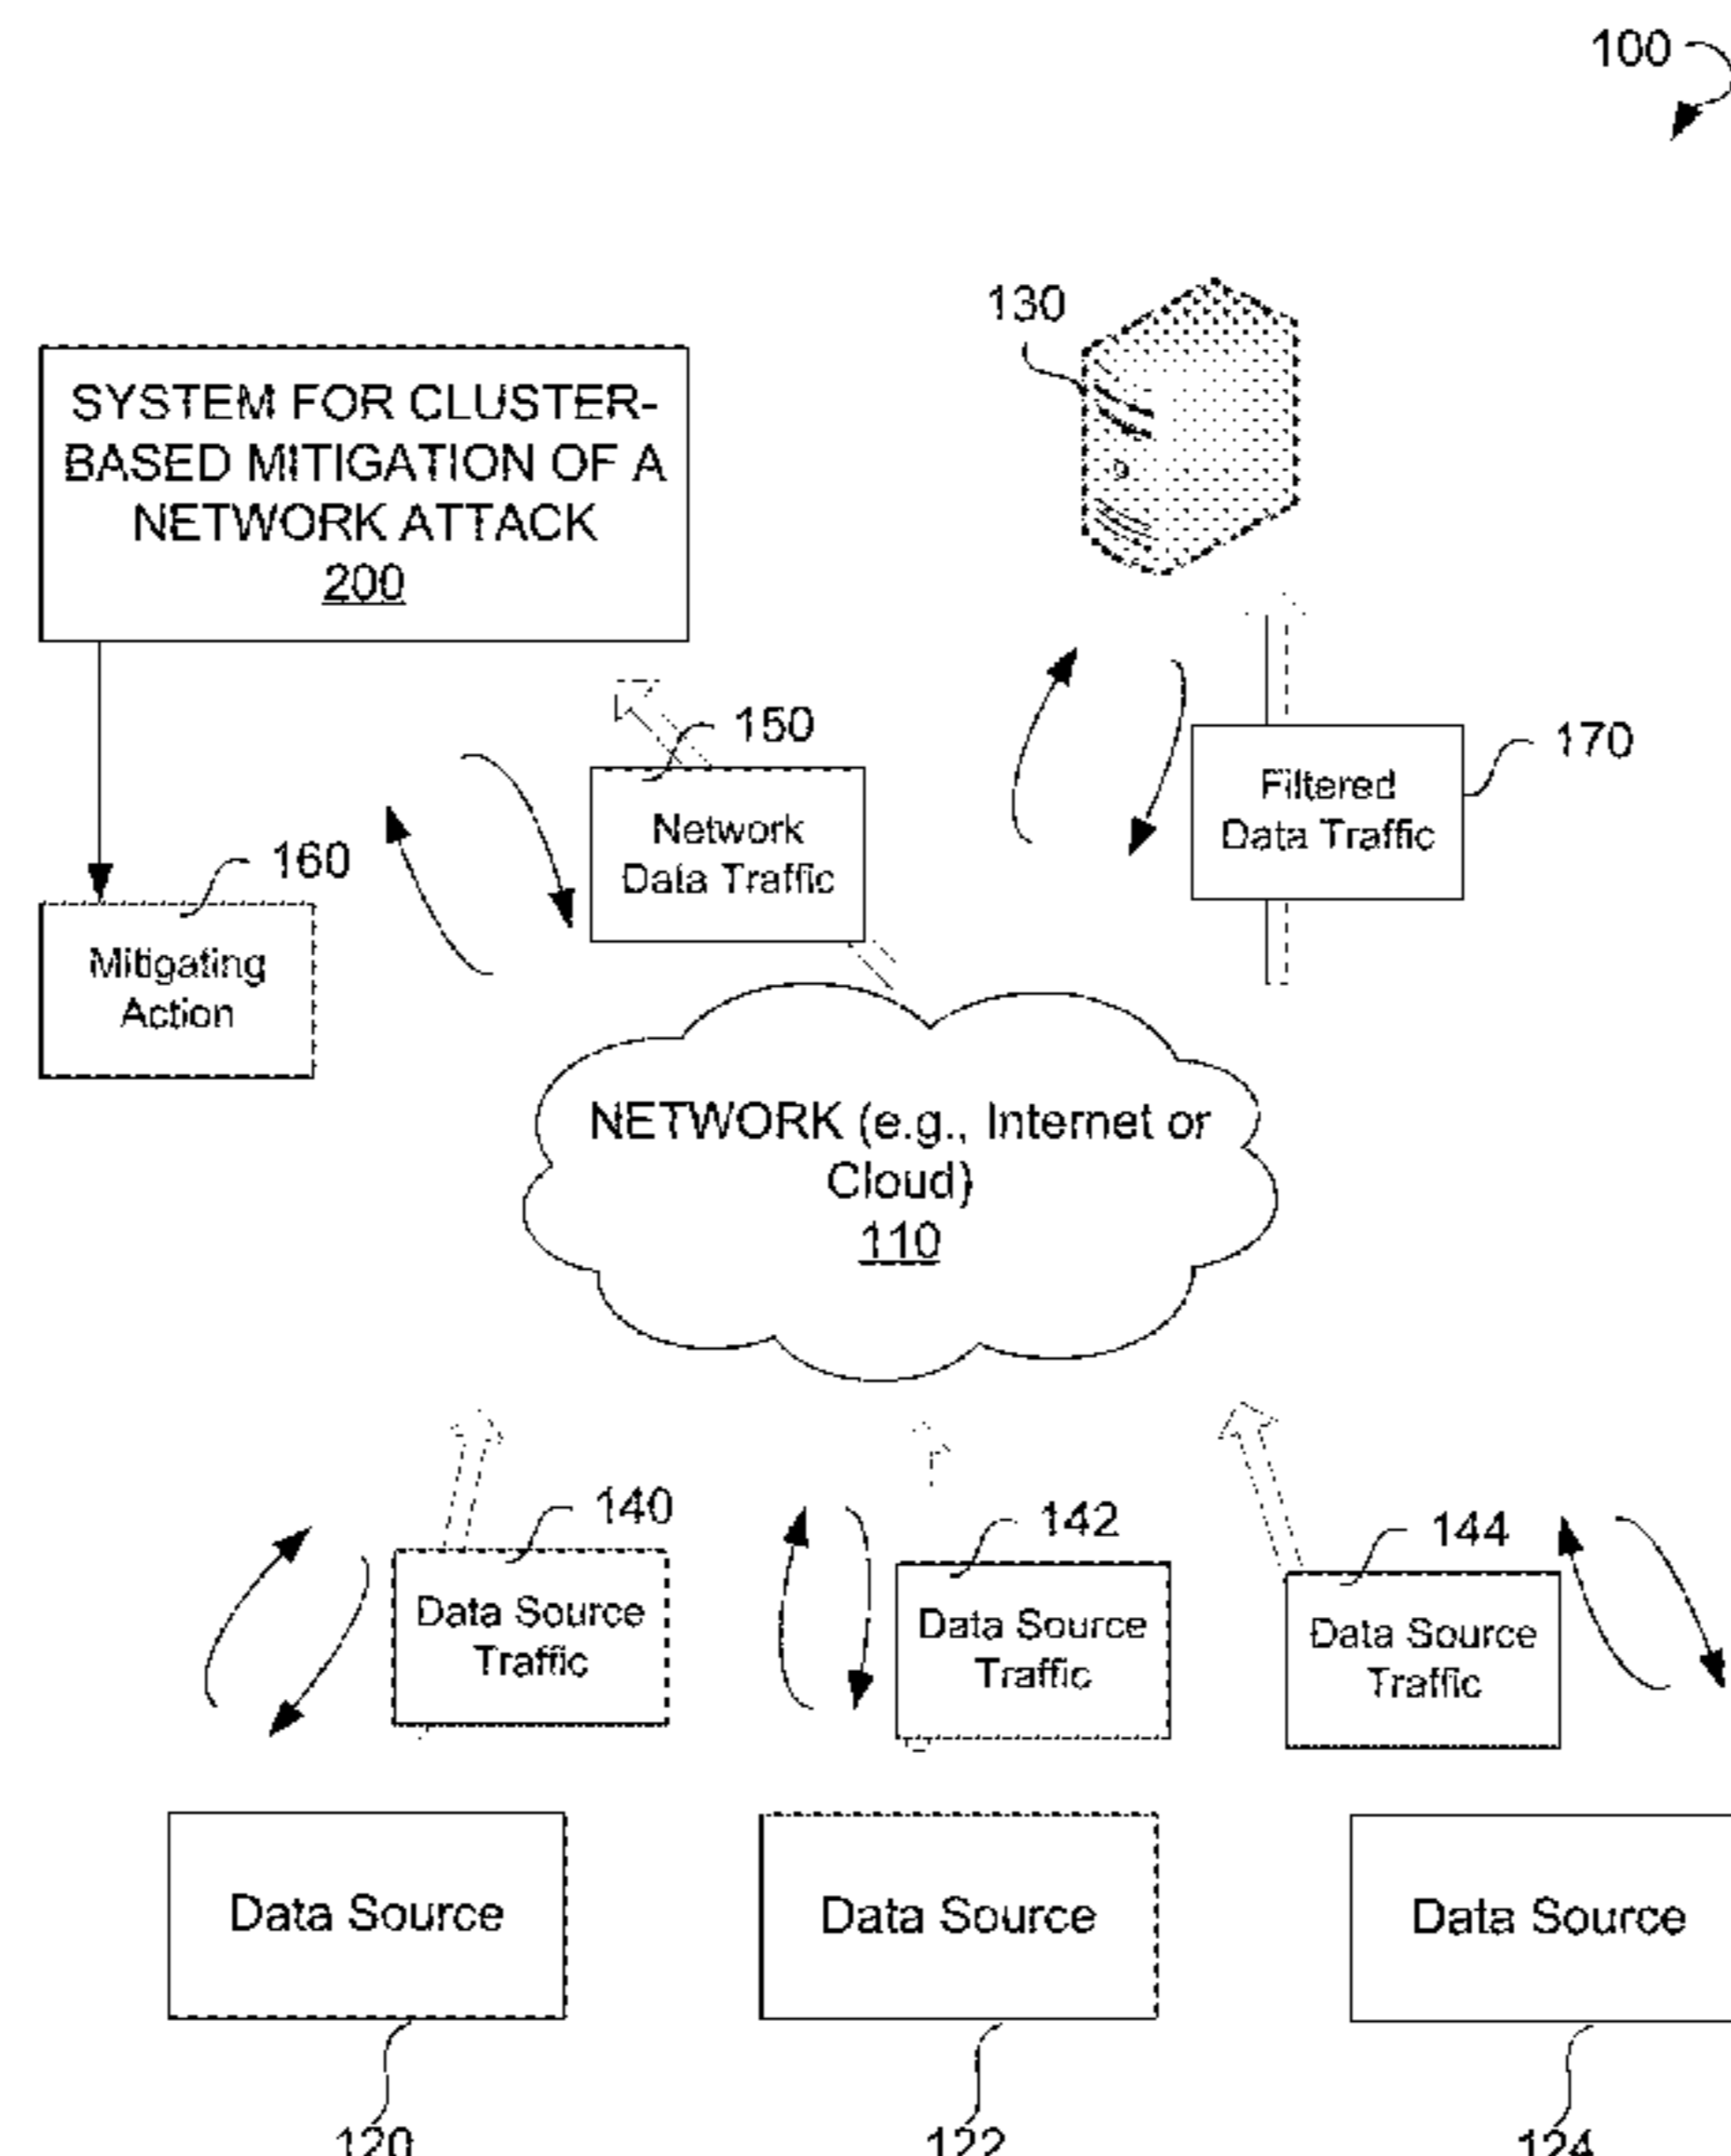 100
130
SYSTEM FOR CLUSTER-
BASED MITIGATION OF A
NETWORK ATTACK
200
150
170
Filtered
Data Traffic
Network
Data Traffic
160
Mitigating
Action
NETWORK (e.g., Internet or
Cloud)
110
140
142
144
Data Source
Traffic
Data Source
Traffic
Data Source
Traffic
Data Source
Data Source
Data Source
120
122
124